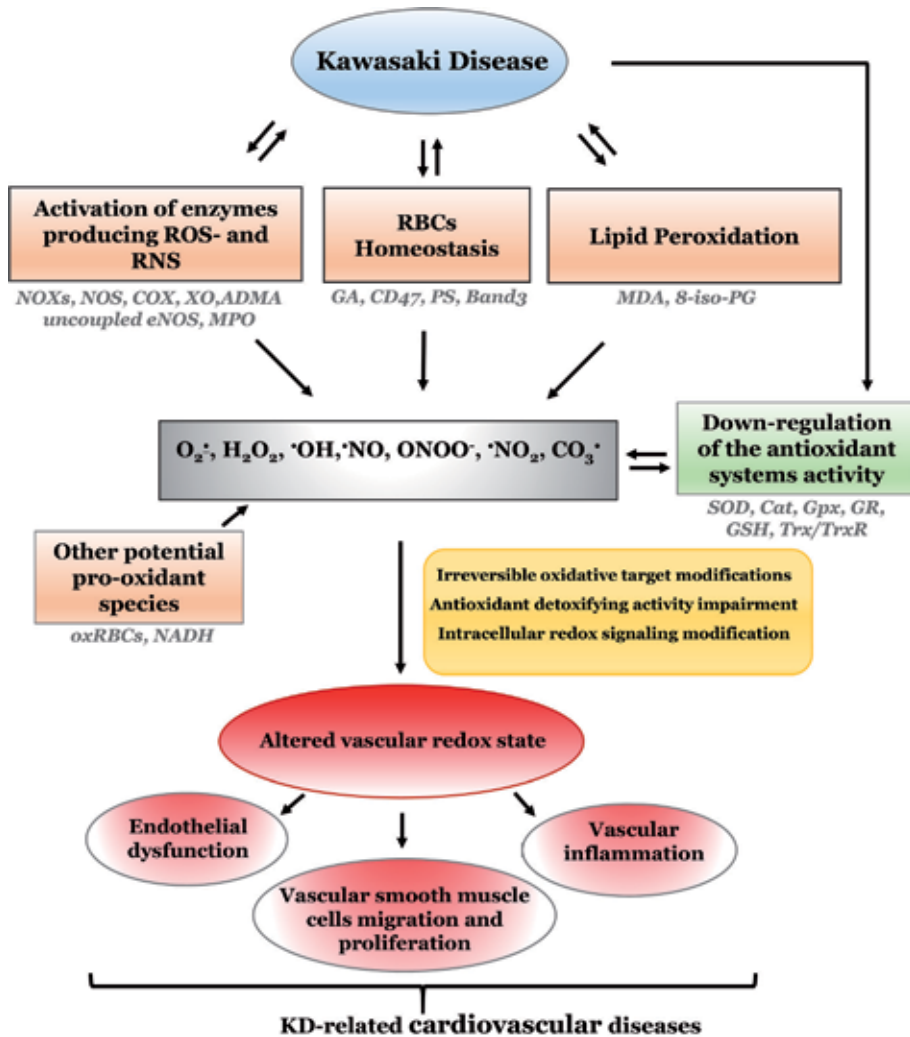 Kawasaki Disease
Activation of enzymes
producing ROS- and
RNS
NOXs, NOS, COX, XO,ADMA
uncoupled eNOS, MPO
RBCs
Homeostasis
GA, CD47, PS, Band3
Lipid Peroxidation
MDA, 8-iso-PG
O₂·⁻, H₂O₂, ·OH,·NO, ONOO⁻, ·NO₂, CO₃·
Down-regulation
of the antioxidant
systems activity
SOD, Cat, Gpx, GR,
GSH, Trx/TrxR
Other potential
pro-oxidant
species
oxRBCs, NADH
Irreversible oxidative target modifications
Antioxidant detoxifying activity impairment
Intracellular redox signaling modification
Altered vascular redox state
Endothelial
dysfunction
Vascular smooth muscle
cells migration and
proliferation
Vascular
inflammation
KD-related cardiovascular diseases